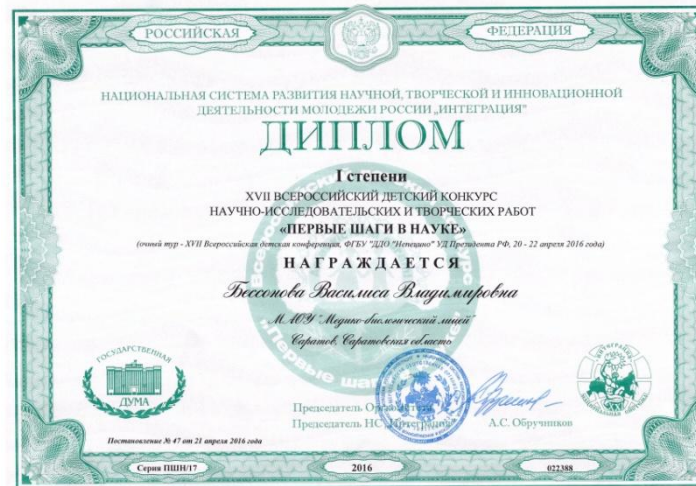 РОССИЙСКАЯ ФЕДЕРАЦИЯ
НАЦИОНАЛЬНАЯ СИСТЕМА РАЗВИТИЯ НАУЧНОЙ, ТВОРЧЕСКОЙ И ИННОВАЦИОННОЙ
ДЕЯТЕЛЬНОСТИ МОЛОДЕЖИ РОССИИ „ИНТЕГРАЦИЯ"
ДИПЛОМ
I степени
XVII ВСЕРОССИЙСКИЙ ДЕТСКИЙ КОНКУРС
НАУЧНО-ИССЛЕДОВАТЕЛЬСКИХ И ТВОРЧЕСКИХ РАБОТ
«ПЕРВЫЕ ШАГИ В НАУКЕ»
(очный тур - XVII Всероссийская детская конференция, ФГБУ "ДДО "Непецино" УД Президента РФ, 20 - 22 апреля 2016 года)
НАГРАЖДАЕТСЯ
Бессонова Василиса Владимировна
МАОУ "Медико-биологический лицей"
Саратов, Саратовская область
ГОСУДАРСТВЕННАЯ
ДУМА
Председатель Оргкомитета
Председатель НС „Интеграция"
А.С. Обручников
Постановление № 47 от 21 апреля 2016 года
Серия ПШН/17
2016
022388